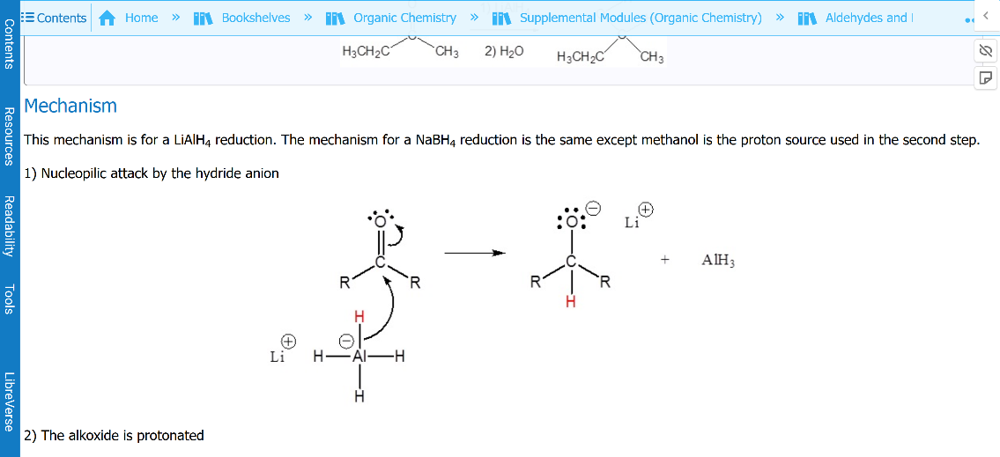 Contents Home » Bookshelves » Organic Chemistry » Supplemental Modules (Organic Chemistry) » Aldehydes and
Contents
Resources
Readability
Tools
LibreVerse
H₃CH₂C CH₃ 2) H₂O H₃CH₂C CH₃
Mechanism
This mechanism is for a LiAlH₄ reduction. The mechanism for a NaBH₄ reduction is the same except methanol is the proton source used in the second step.
1) Nucleopilic attack by the hydride anion
O O ⊖ Li ⊕
C C + AlH₃
R R R R
H H
Li ⊕ ⊖
H Al H
H
2) The alkoxide is protonated